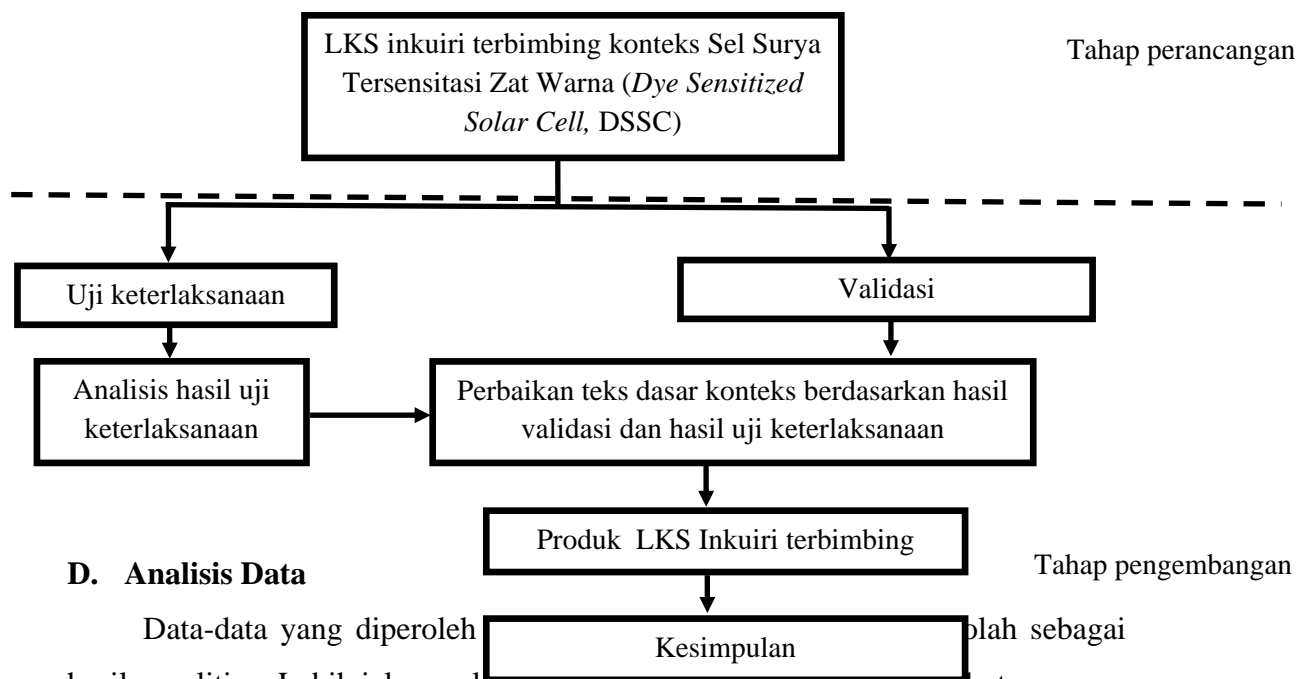 LKS inkuiri terbimbing konteks Sel Surya
Tersensitasi Zat Warna (Dye Sensitized
Solar Cell, DSSC)
Tahap perancangan
Uji keterlaksanaan
Validasi
Analisis hasil uji
keterlaksanaan
Perbaikan teks dasar konteks berdasarkan hasil
validasi dan hasil uji keterlaksanaan
Produk LKS Inkuiri terbimbing
Tahap pengembangan
D. Analisis Data
Data-data yang diperoleh
olah sebagai
Kesimpulan